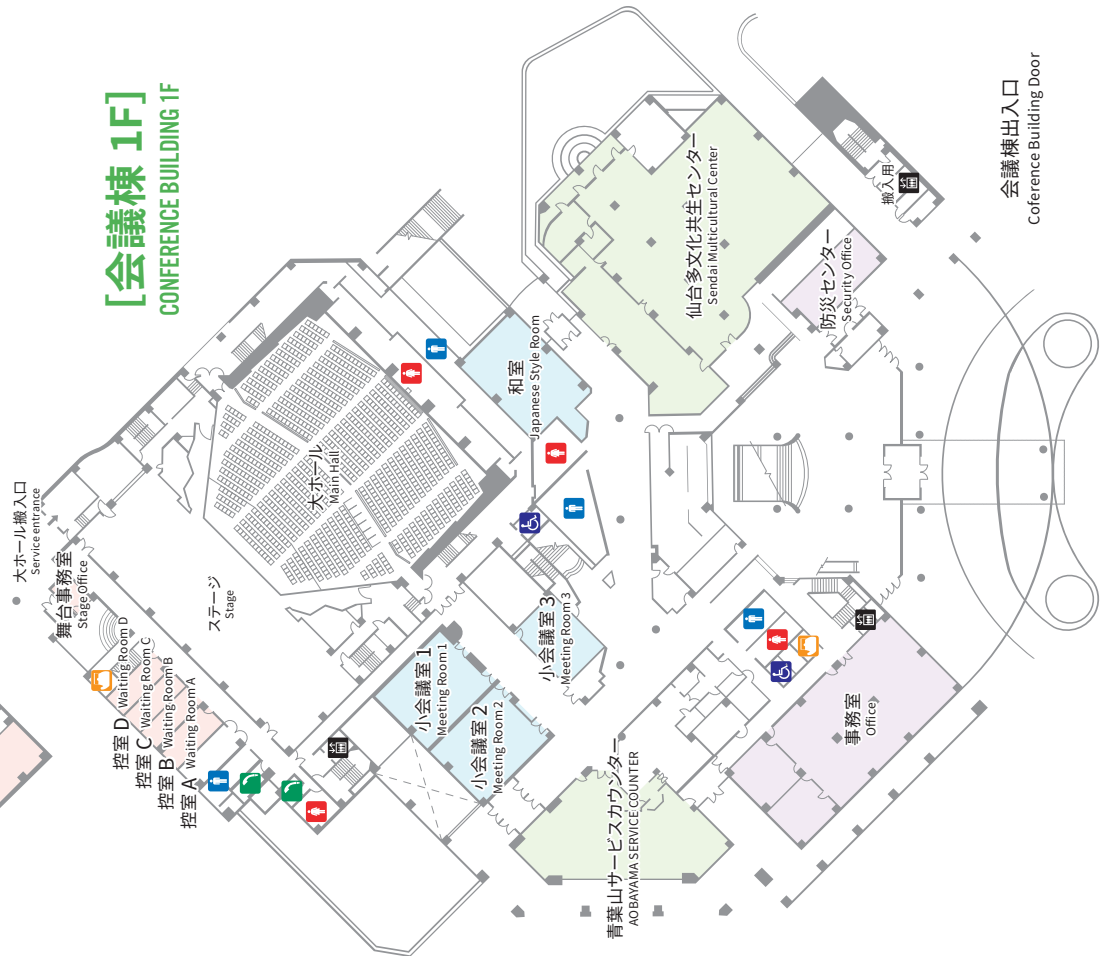 [会議棟 1F]
CONFERENCE BUILDING 1F
大ホール搬入口
Service entrance
舞台事務室
Stage Office
控室 D Waiting Room D
控室 C Waiting Room C
控室 B Waiting Room B
控室 A Waiting Room A
ステージ
Stage
大ホール
Main Hall
小会議室 1
Meeting Room 1
小会議室 2
Meeting Room 2
小会議室 3
Meeting Room 3
和室
Japanese Style Room
青葉山サービスカウンター
AOBAYAMA SERVICE COUNTER
仙台多文化共生センター
Sendai Multicultural Center
防災センター
Security Office
事務室
Office
搬入用
会議棟出入口
Coference Building Door